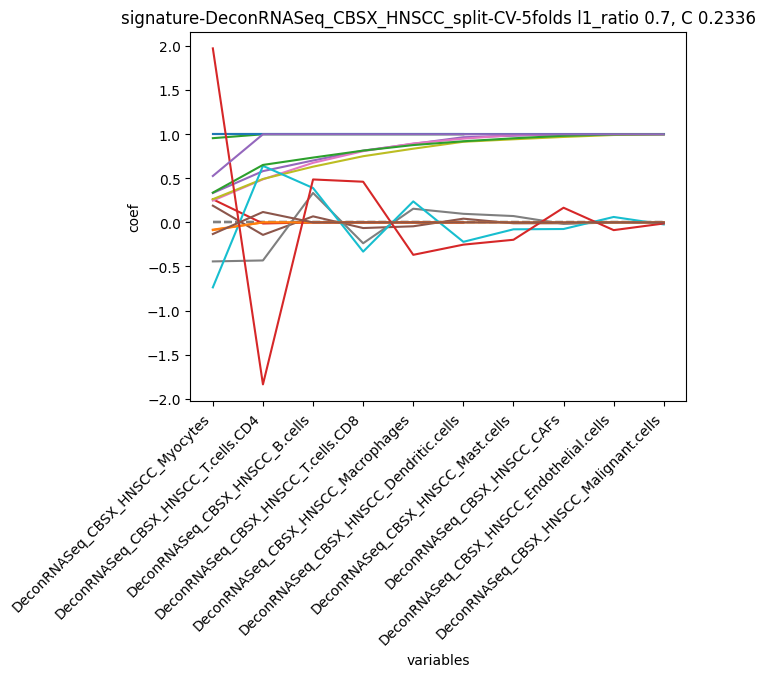 signature-DeconRNASeq_CBSX_HNSCC_split-CV-5folds l1_ratio 0.7, C 0.2336
2.0
1.5
1.0
0.5
0.0
−0.5
−1.0
−1.5
−2.0
coef
DeconRNASeq_CBSX_HNSCC_Myocytes
DeconRNASeq_CBSX_HNSCC_T.cells.CD4
DeconRNASeq_CBSX_HNSCC_B.cells
DeconRNASeq_CBSX_HNSCC_T.cells.CD8
DeconRNASeq_CBSX_HNSCC_Macrophages
DeconRNASeq_CBSX_HNSCC_Dendritic.cells
DeconRNASeq_CBSX_HNSCC_Mast.cells
DeconRNASeq_CBSX_HNSCC_CAFs
DeconRNASeq_CBSX_HNSCC_Endothelial.cells
DeconRNASeq_CBSX_HNSCC_Malignant.cells
variables